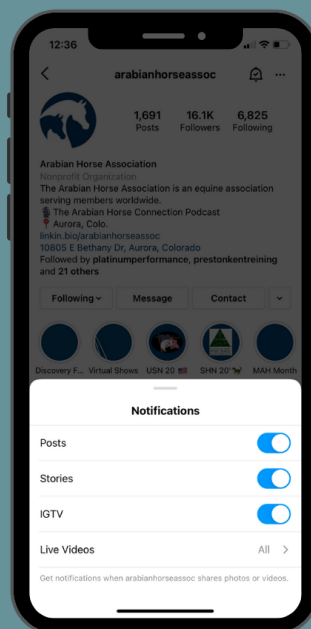 12:36
arabianhorseassoc
1,691 16.1K 6,825
Posts Followers Following
Arabian Horse Association
Nonprofit Organization
The Arabian Horse Association is an equine association
serving members worldwide.
🎙️ The Arabian Horse Connection Podcast
📍 Aurora, Colo.
linkin.bio/arabianhorseassoc
10805 E Bethany Dr, Aurora, Colorado
Followed by platinumperformance, prestonkentreining
and 21 others
Following Message Contact
Discovery F... Virtual Shows USN 20 🇺🇸 SHN 20' 🐎 MAH Month
Notifications
Posts
Stories
IGTV
Live Videos All
Get notifications when arabianhorseassoc shares photos or videos.